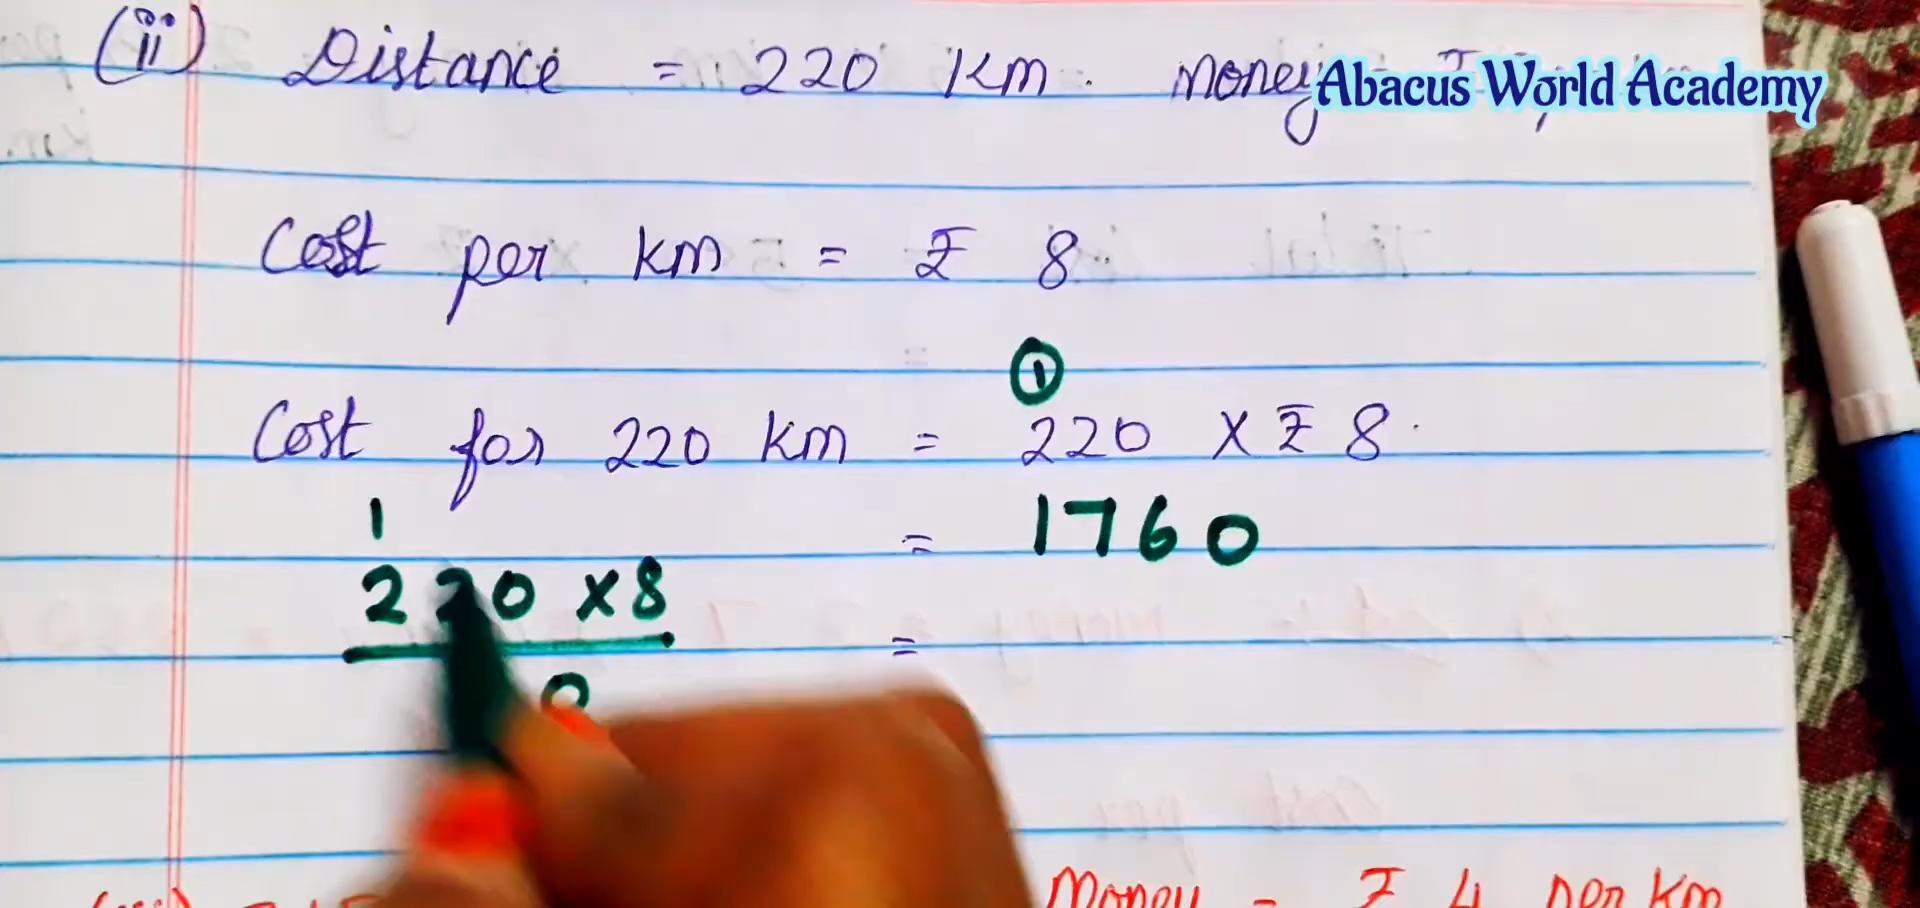 (ii) Distance = 220 Km. Money
Abacus World Academy
Cost per km = ₹ 8
1
Cost for 220 km = 220 X ₹ 8.
1
= 1760
220 × 8
=
0
Money = ₹ 4 per km